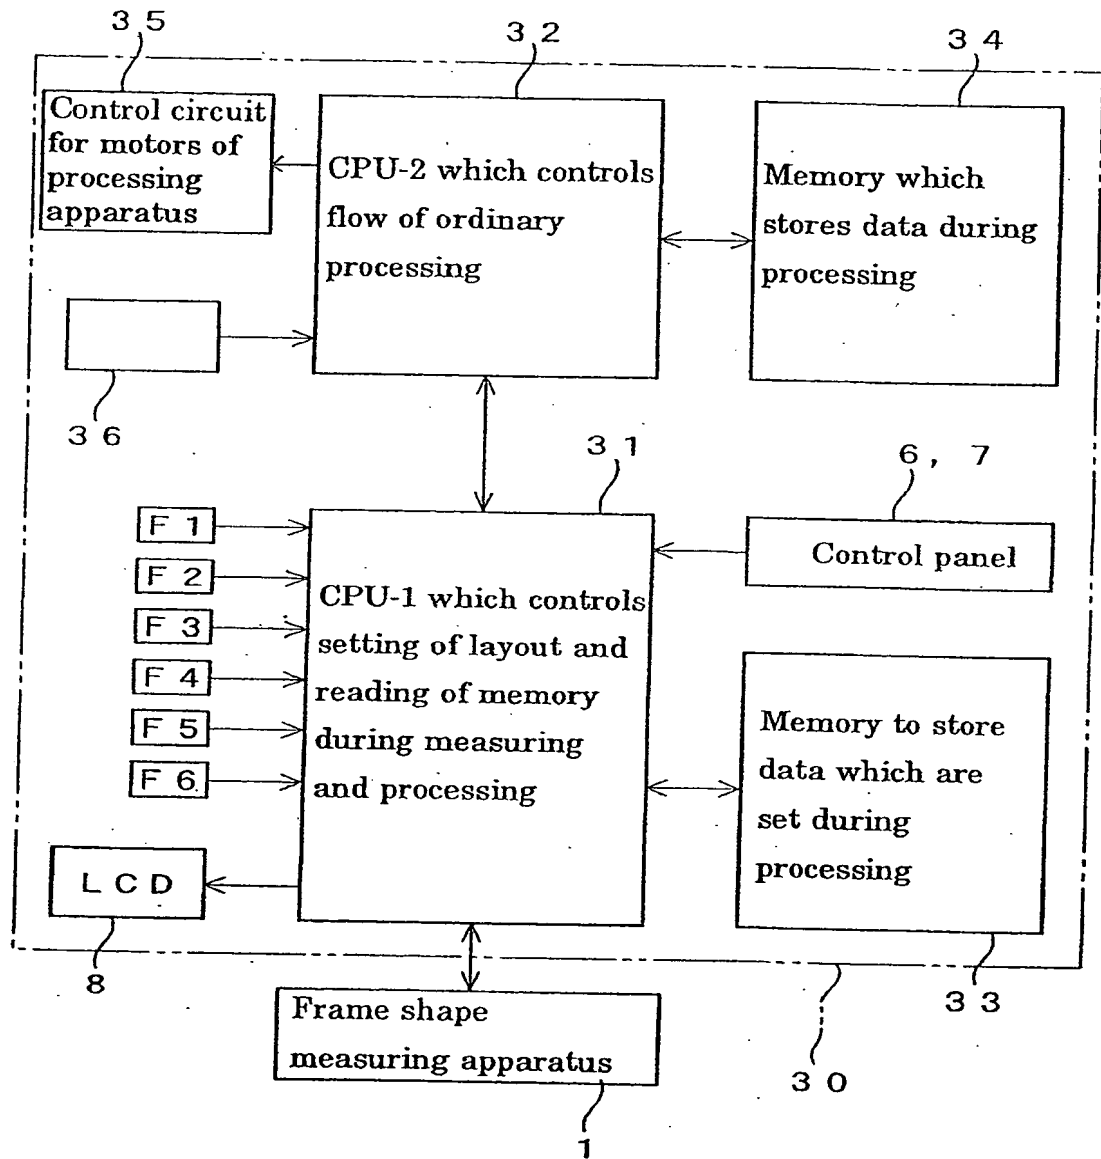 35
32
34
Control circuit
for motors of
processing
apparatus
CPU-2 which controls
flow of ordinary
processing
Memory which
stores data during
processing
36
31
6, 7
F1
F2
F3
F4
F5
F6
CPU-1 which controls
setting of layout and
reading of memory
during measuring
and processing
Control panel
Memory to store
data which are
set during
processing
LCD
8
33
Frame shape
measuring apparatus
30
1